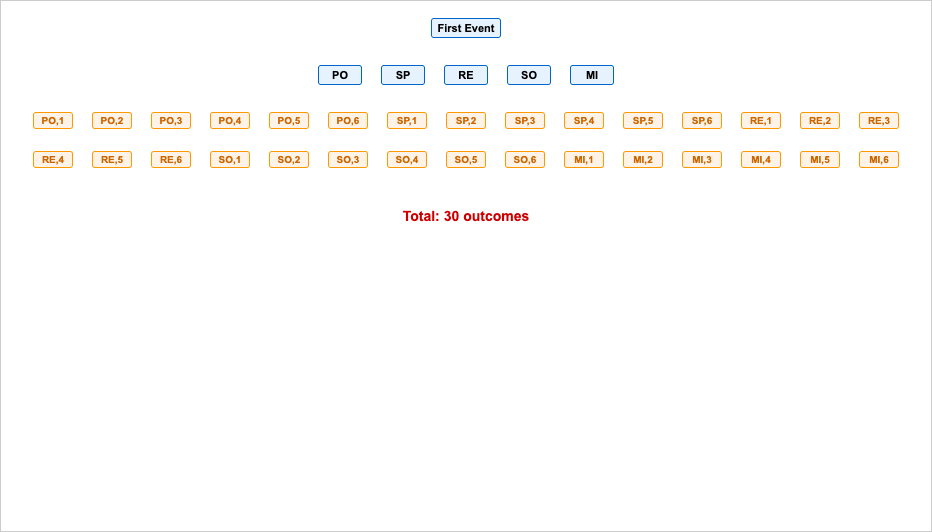 First Event
PO SP RE SO MI
PO,1 PO,2 PO,3 PO,4 PO,5 PO,6 SP,1 SP,2 SP,3 SP,4 SP,5 SP,6 RE,1 RE,2 RE,3
RE,4 RE,5 RE,6 SO,1 SO,2 SO,3 SO,4 SO,5 SO,6 MI,1 MI,2 MI,3 MI,4 MI,5 MI,6
Total: 30 outcomes